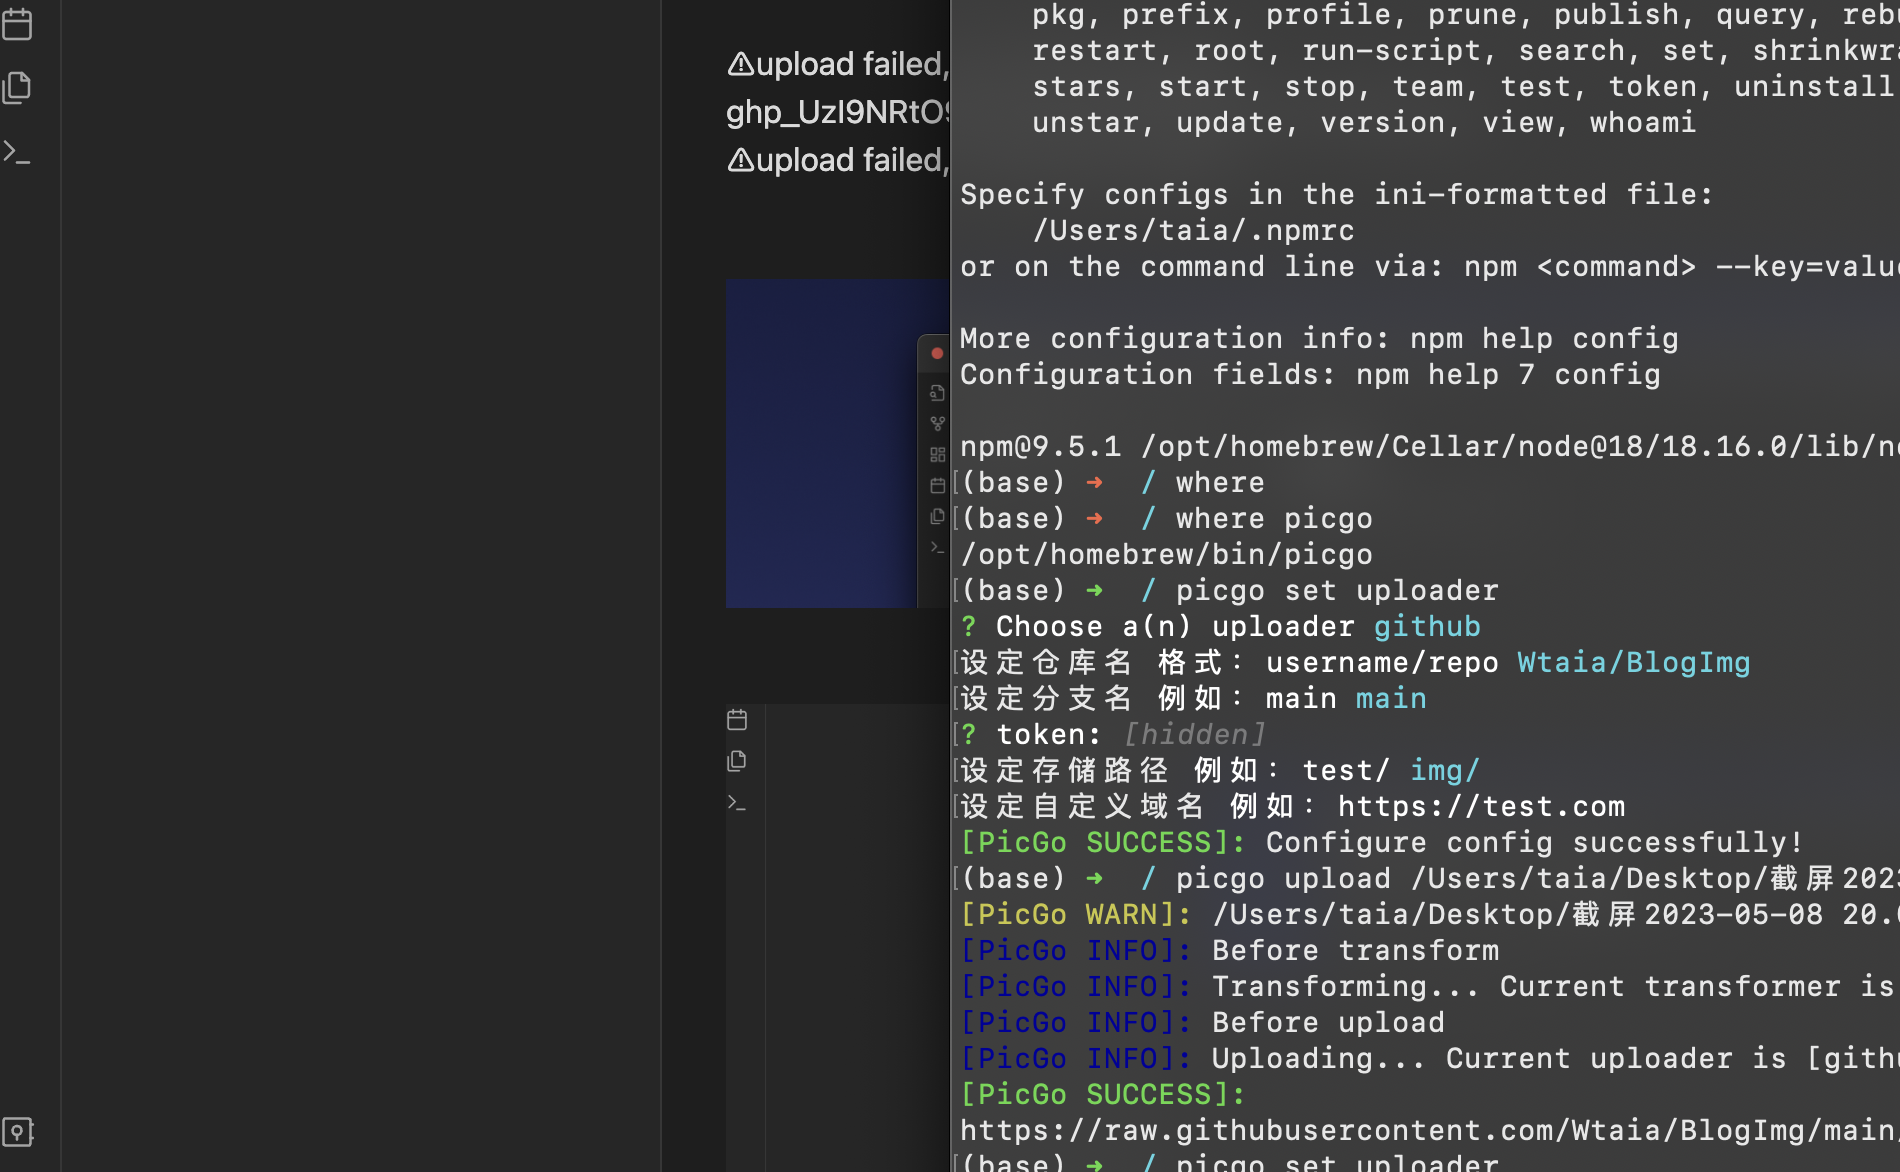 ⚠upload failed,
ghp_UzI9NRtO
⚠upload failed,
pkg, prefix, profile, prune, publish, query, reb
restart, root, run-script, search, set, shrinkwr
stars, start, stop, team, test, token, uninstall
unstar, update, version, view, whoami
Specify configs in the ini-formatted file:
/Users/taia/.npmrc
or on the command line via: npm <command> --key=valu
More configuration info: npm help config
Configuration fields: npm help 7 config
npm@9.5.1 /opt/homebrew/Cellar/node@18/18.16.0/lib/n
[(base) ➜ / where
[(base) ➜ / where picgo
/opt/homebrew/bin/picgo
[(base) ➜ / picgo set uploader
? Choose a(n) uploader github
[设定仓库名 格式：username/repo Wtaia/BlogImg
[设定分支名 例如：main main
[? token: [hidden]
[设定存储路径 例如：test/ img/
[设定自定义域名 例如：https://test.com
[PicGo SUCCESS]: Configure config successfully!
[(base) ➜ / picgo upload /Users/taia/Desktop/截屏202
[PicGo WARN]: /Users/taia/Desktop/截屏2023-05-08 20.
[PicGo INFO]: Before transform
[PicGo INFO]: Transforming... Current transformer is
[PicGo INFO]: Before upload
[PicGo INFO]: Uploading... Current uploader is [gith
[PicGo SUCCESS]:
https://raw.githubusercontent.com/Wtaia/BlogImg/main
[(base) ➜ / picgo set uploader